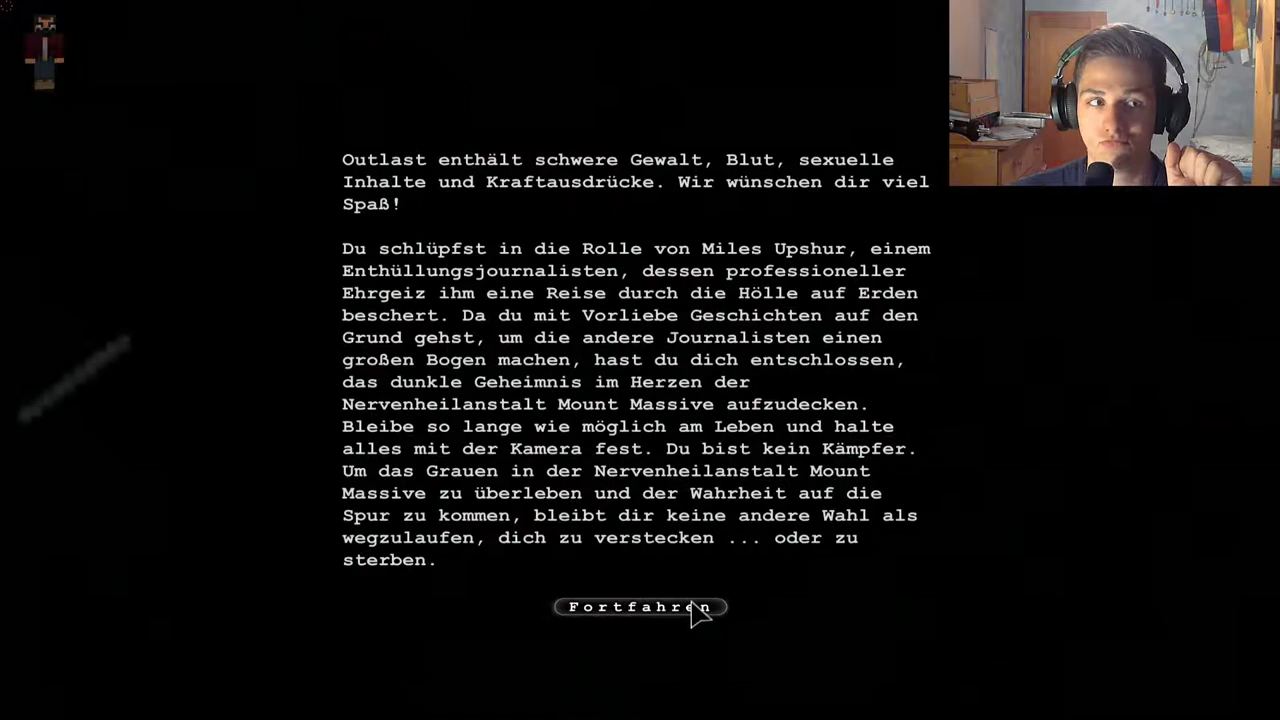 Outlast enthält schwere Gewalt, Blut, sexuelle
Inhalte und Kraftausdrücke. Wir wünschen dir viel
Spaß!
Du schlüpfst in die Rolle von Miles Upshur, einem
Enthüllungsjournalisten, dessen professioneller
Ehrgeiz ihm eine Reise durch die Hölle auf Erden
beschert. Da du mit Vorliebe Geschichten auf den
Grund gehst, um die andere Journalisten einen
großen Bogen machen, hast du dich entschlossen,
das dunkle Geheimnis im Herzen der
Nervenheilanstalt Mount Massive aufzudecken.
Bleibe so lange wie möglich am Leben und halte
alles mit der Kamera fest. Du bist kein Kämpfer.
Um das Grauen in der Nervenheilanstalt Mount
Massive zu überleben und der Wahrheit auf die
Spur zu kommen, bleibt dir keine andere Wahl als
wegzulaufen, dich zu verstecken ... oder zu
sterben.
Fortfahren